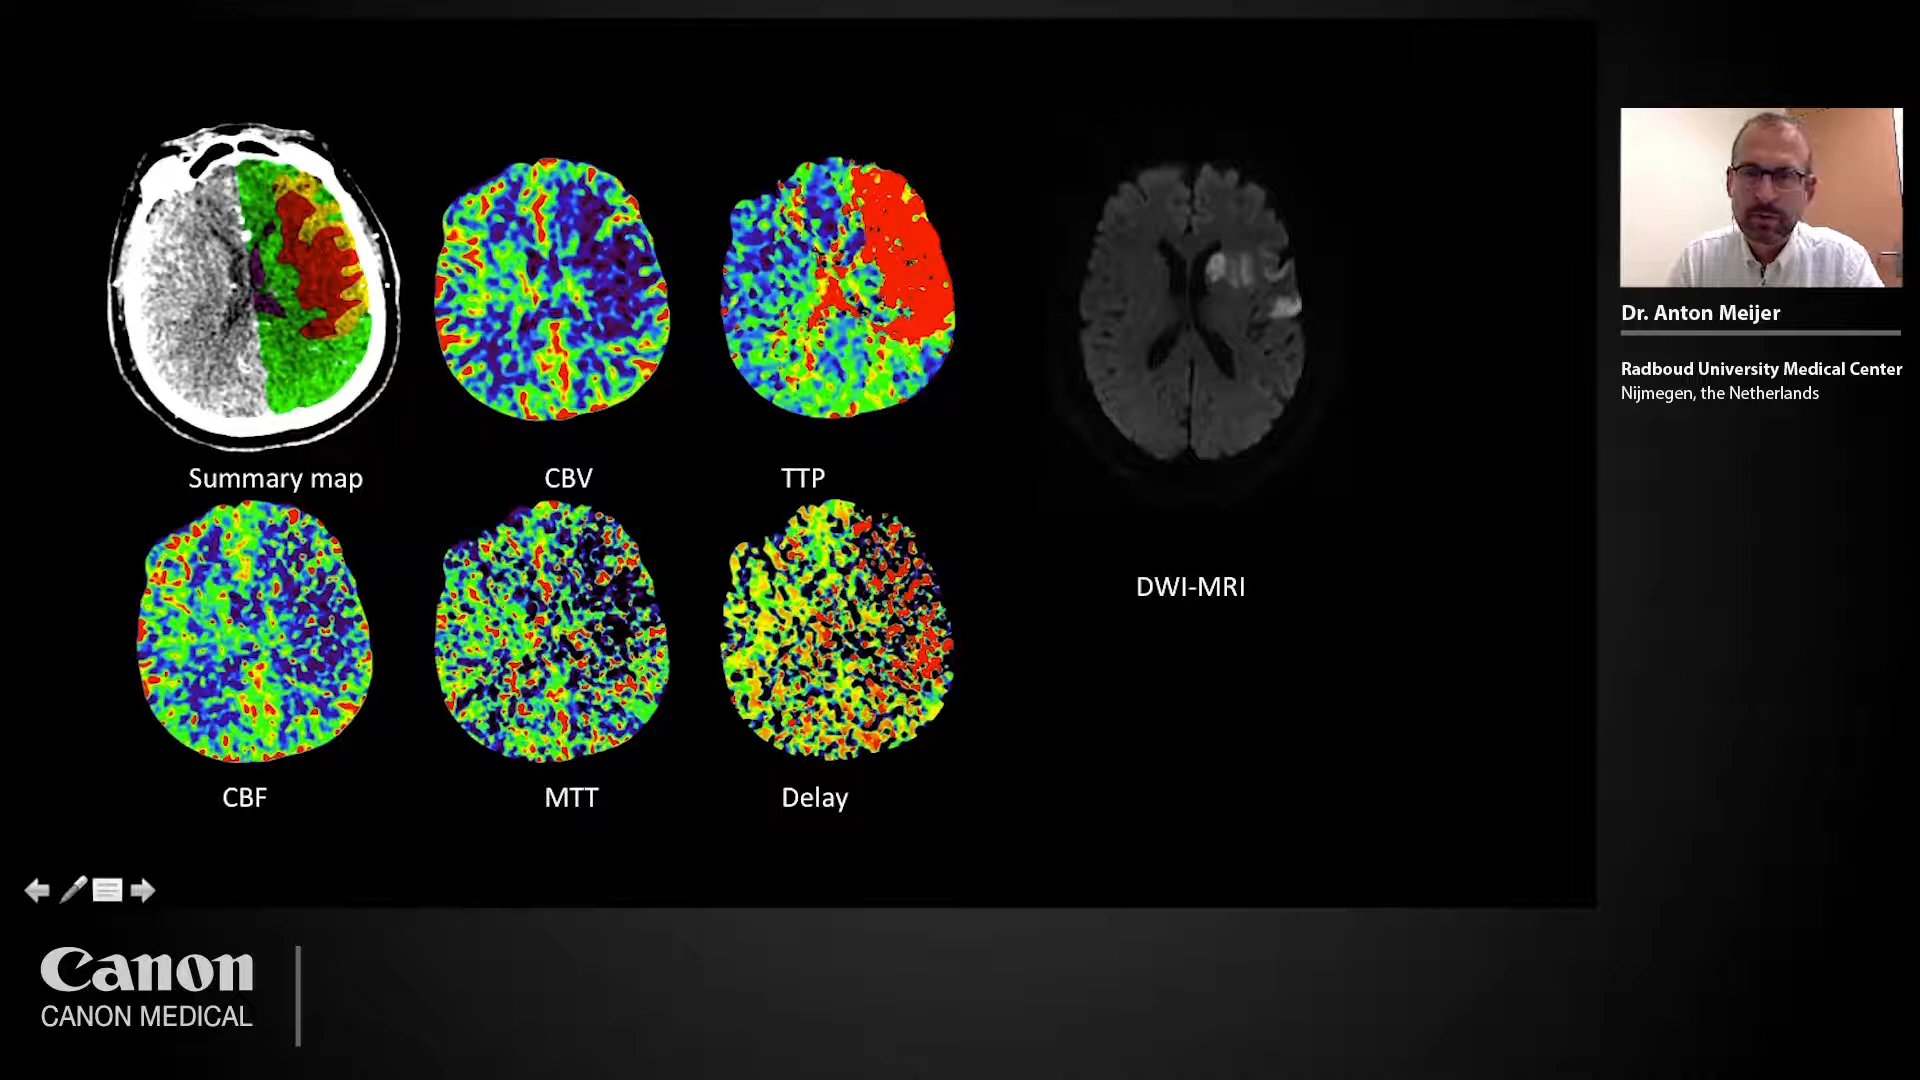 Summary map
CBV
TTP
CBF
MTT
Delay
DWI-MRI
Dr. Anton Meijer
Radboud University Medical Center
Nijmegen, the Netherlands
Canon
CANON MEDICAL